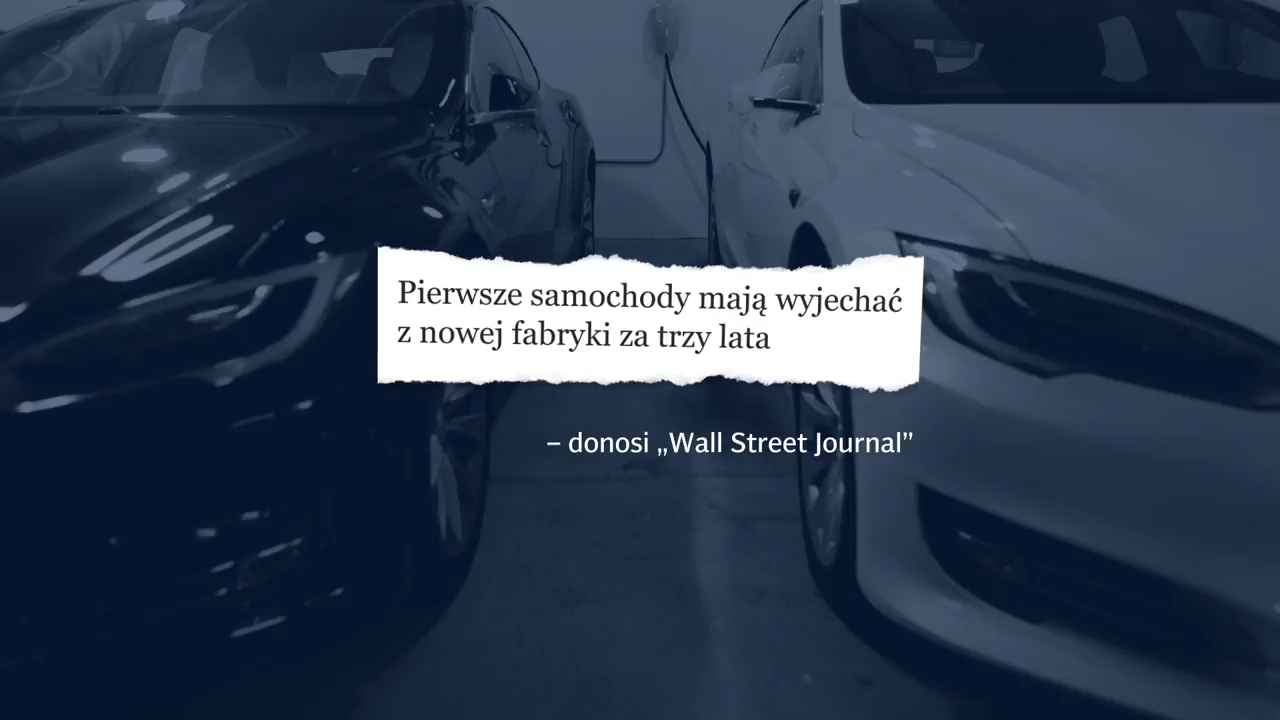 Pierwsze samochody mają wyjechać
z nowej fabryki za trzy lata
– donosi „Wall Street Journal”